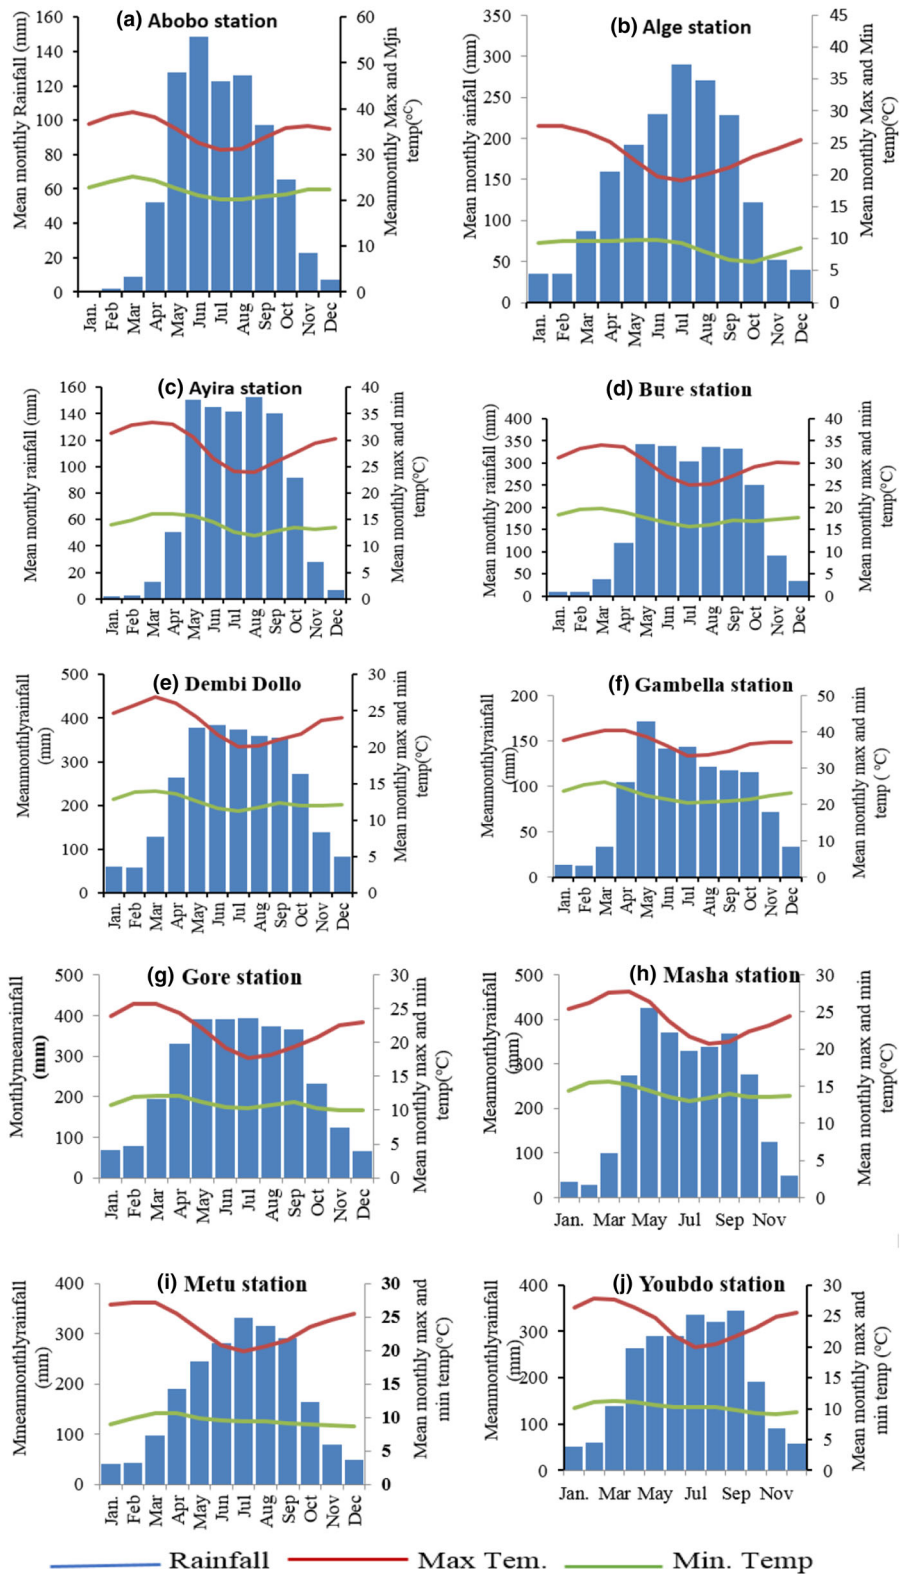 (a) Abobo station
Mean monthly Rainfall (mm)
160
140
120
100
80
60
40
20
0
60
50
40
30
20
10
0
Meanmonthly Max and Mjn
temp(°C)
Jan. Feb Mar Apr May Jun Jul Aug Sep Oct Nov Dec
(b) Alge station
Mean monthly ainfall (mm)
350
300
250
200
150
100
50
0
45
40
35
30
25
20
15
10
5
0
Mean monthly Max and Min
temp(°C)
Jan. Feb Mar Apr May Jun Jul Aug Sep Oct Nov Dec
(c) Ayira station
Mean monthly rainfall (mm)
160
140
120
100
80
60
40
20
0
40
35
30
25
20
15
10
5
0
Mean monthly max and min
temp(°C)
Jan. Feb Mar Apr May Jun Jul Aug Sep Oct Nov Dec
(d) Bure station
Mean monthly rainfall (mm)
400
350
300
250
200
150
100
50
0
40
35
30
25
20
15
10
5
0
Mean monthly max and min
temp(°C)
Jan. Feb Mar Apr May Jun Jul Aug Sep Oct Nov Dec
(e) Dembi Dollo
Meanmonthlyrainfall
(mm)
500
400
300
200
100
0
30
25
20
15
10
5
0
Mean monthly max and min
temp(°C)
Jan. Feb Mar Apr May Jun Jul Aug Sep Oct Nov Dec
(f) Gambella station
Meanmonthlyrainfall
(mm)
200
150
100
50
0
50
40
30
20
10
0
Mean monthly max and min
temp ( °C)
Jan. Feb Mar Apr May Jun Jul Aug Sep Oct Nov Dec
(g) Gore station
Monthlymeanrainfall
(mm)
500
400
300
200
100
0
30
25
20
15
10
5
0
Mean monthly max and min
temp(°C)
Jan. Feb Mar Apr May Jun Jul Aug Sep Oct Nov Dec
(h) Masha station
Meanmonthlyrainfall
(mm)
500
400
300
200
100
0
30
25
20
15
10
5
0
Mean monthly max and min
temp(°C)
Jan. Mar May Jul Sep Nov
(i) Metu station
Mmeanmonthlyrainfall
(mm)
400
300
200
100
0
30
25
20
15
10
5
0
Mean monthly max and
min temp(°C)
Jan. Feb Mar Apr May Jun Jul Aug Sep Oct Nov Dec
(j) Youbdo station
Meanmonthlyrainfall
(mm)
400
300
200
100
0
30
25
20
15
10
5
0
Mean monthly max and
min temp (°C)
Jan. Mar May Jul Sep Nov
Rainfall Max Tem. Min. Temp